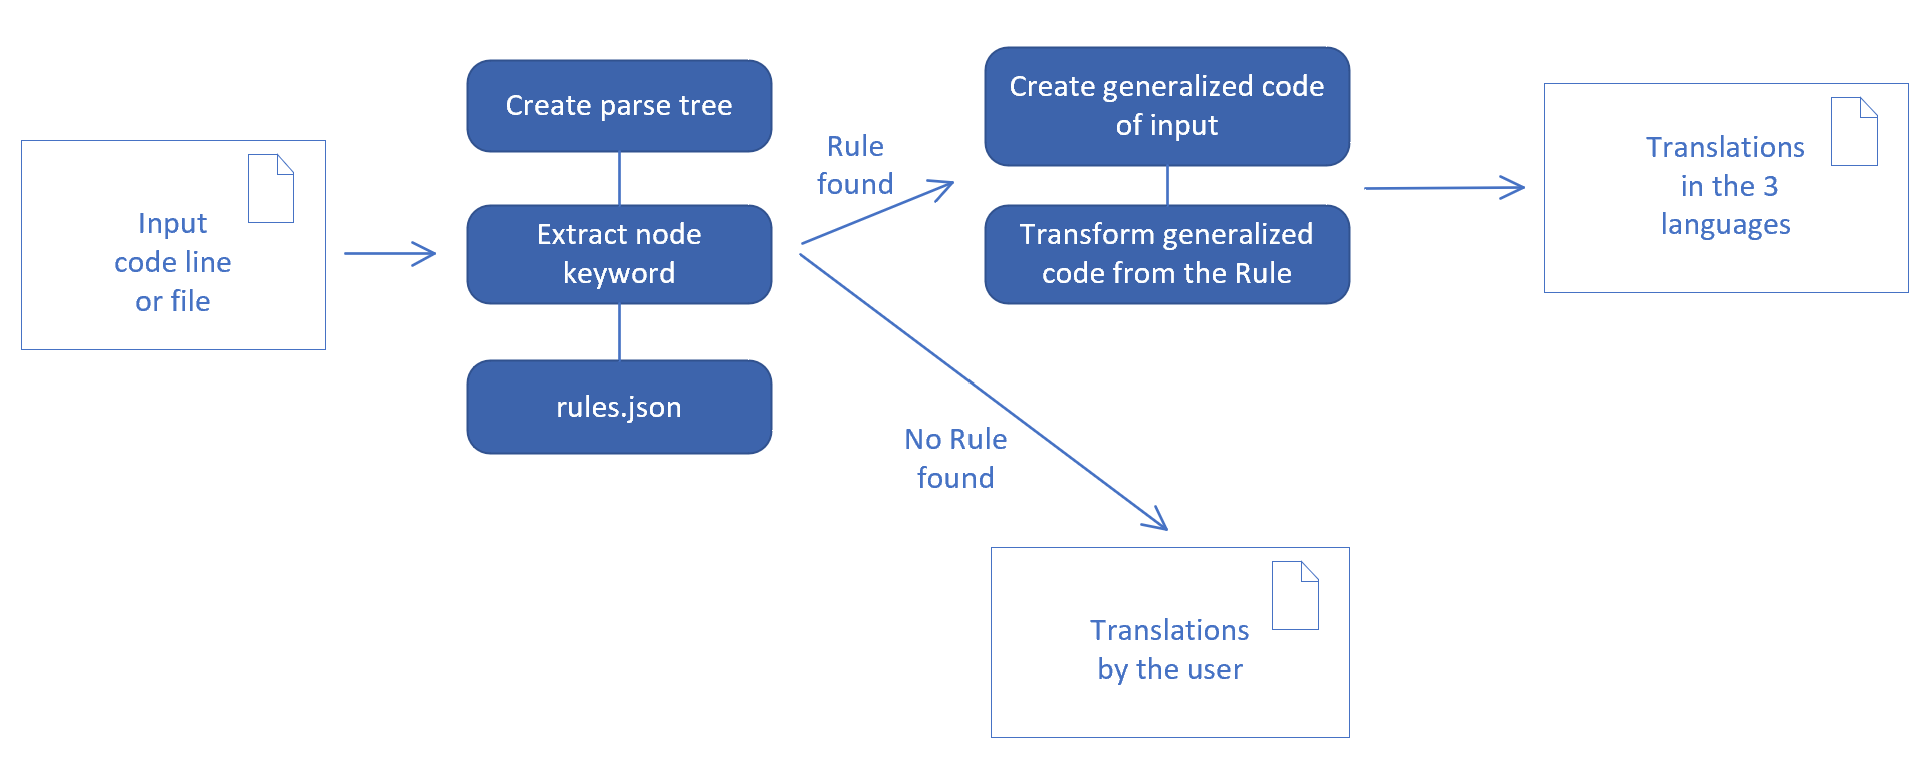 Input
code line
or file
Create parse tree
Extract node
keyword
rules.json
Rule
found
No Rule
found
Create generalized code
of input
Transform generalized
code from the Rule
Translations
in the 3
languages
Translations
by the user